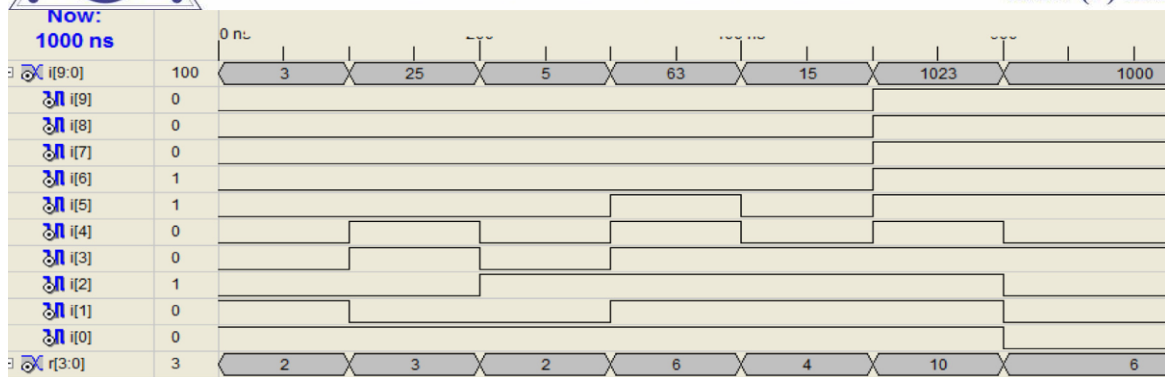 Now:
1000 ns
0 ns
200
i[9:0] 100 3 25 5 63 15 1023 1000
i[9] 0
i[8] 0
i[7] 0
i[6] 1
i[5] 1
i[4] 0
i[3] 0
i[2] 1
i[1] 0
i[0] 0
r[3:0] 3 2 3 2 6 4 10 6